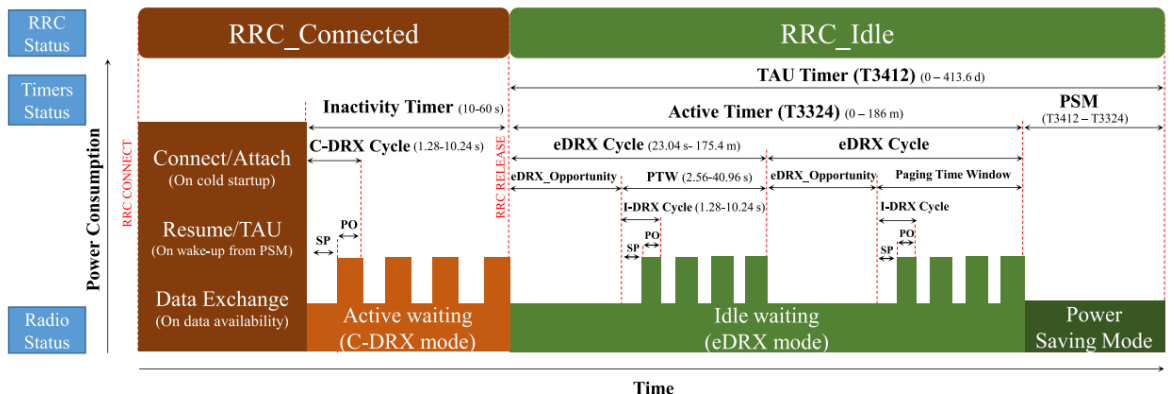 RRC
Status
RRC_Connected
RRC_Idle
Timers
Status
TAU Timer (T3412) (0 – 413.6 d)
Inactivity Timer (10-60 s)
Active Timer (T3324) (0 – 186 m)
PSM
(T3412 – T3324)
C-DRX Cycle (1.28-10.24 s)
eDRX Cycle (23.04 s- 175.4 m)
eDRX Cycle
eDRX_Opportunity
PTW (2.56-40.96 s)
eDRX_Opportunity
Paging Time Window
I-DRX Cycle (1.28-10.24 s)
I-DRX Cycle
SP
PO
SP
PO
SP
PO
Power Consumption
RRC CONNECT
RRC RELEASE
Connect/Attach
(On cold startup)
Resume/TAU
(On wake-up from PSM)
Data Exchange
(On data availability)
Radio
Status
Active waiting
(C-DRX mode)
Idle waiting
(eDRX mode)
Power
Saving Mode
Time